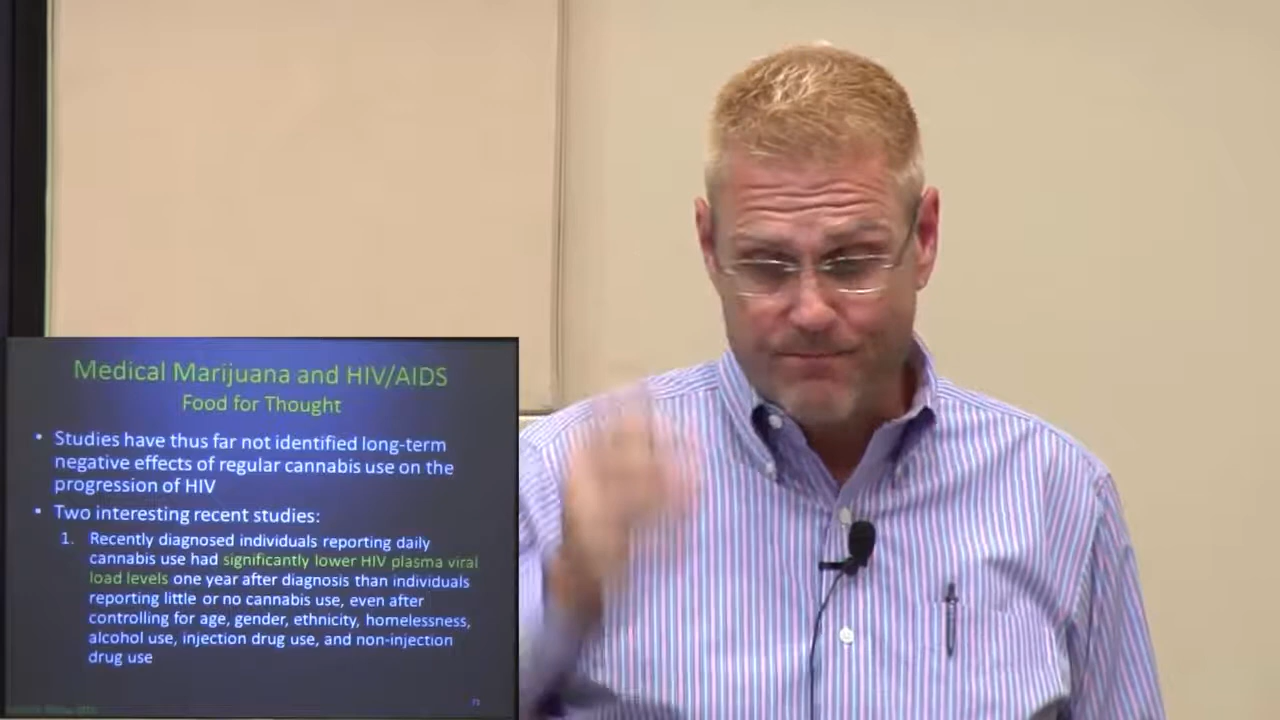 Medical Marijuana and HIV/AIDS
Food for Thought
• Studies have thus far not identified long-term
negative effects of regular cannabis use on the
progression of HIV
• Two interesting recent studies:
1. Recently diagnosed individuals reporting daily
cannabis use had significantly lower HIV plasma viral
load levels one year after diagnosis than individuals
reporting little or no cannabis use, even after
controlling for age, gender, ethnicity, homelessness,
alcohol use, injection drug use, and non-injection
drug use